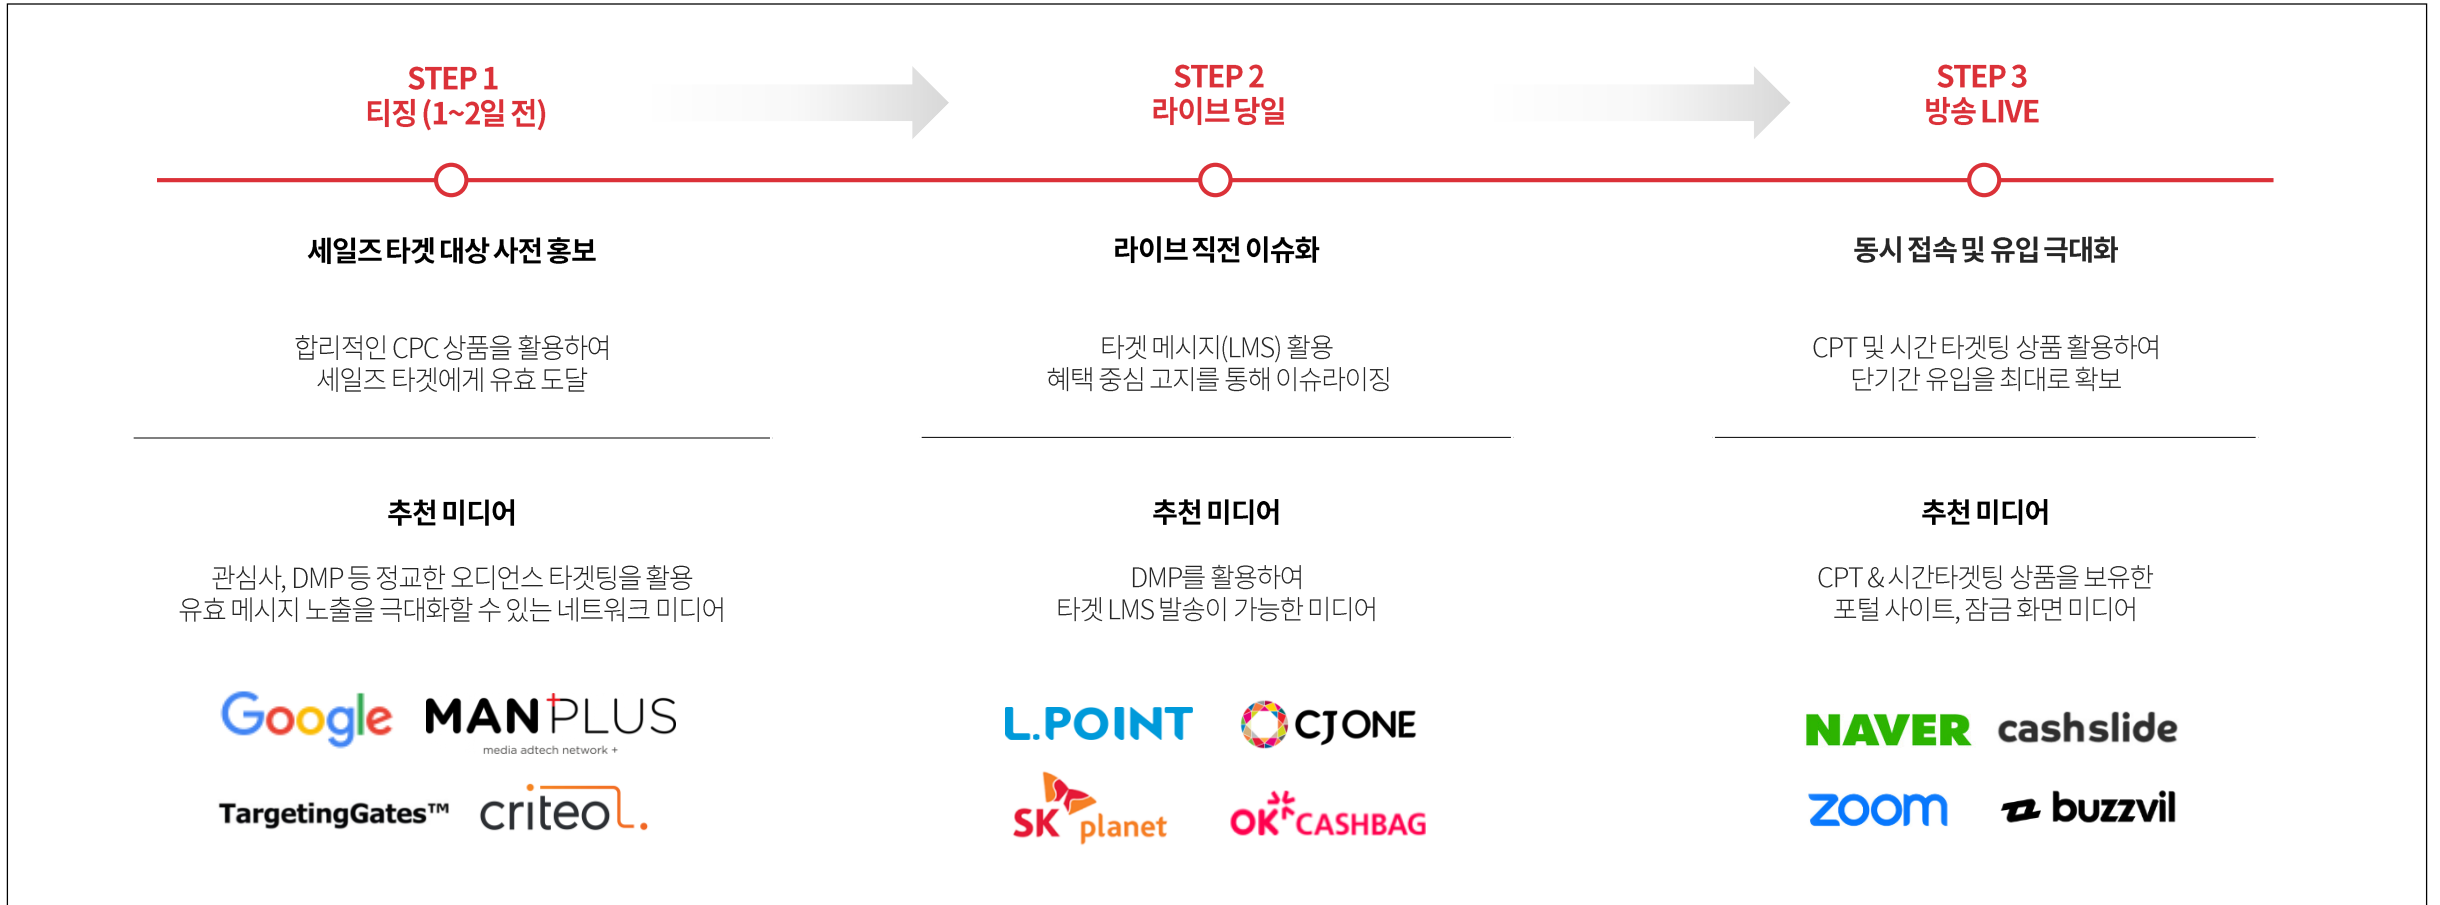 STEP 1
티징 (1~2일 전)
세일즈 타겟 대상 사전 홍보
합리적인 CPC 상품을 활용하여
세일즈 타겟에게 유효 도달
추천 미디어
관심사, DMP 등 정교한 오디언스 타겟팅을 활용
유효 메시지 노출을 극대화할 수 있는 네트워크 미디어
Google
MAN+PLUS
media adtech network +
TargetingGates™
criteol.
STEP 2
라이브 당일
라이브 직전 이슈화
타겟 메시지(LMS) 활용
혜택 중심 고지를 통해 이슈라이징
추천 미디어
DMP를 활용하여
타겟 LMS 발송이 가능한 미디어
L.POINT
CJ ONE
SK planet
OK CASHBAG
STEP 3
방송 LIVE
동시 접속 및 유입 극대화
CPT 및 시간 타겟팅 상품 활용하여
단기간 유입을 최대로 확보
추천 미디어
CPT & 시간타겟팅 상품을 보유한
포털 사이트, 잠금 화면 미디어
NAVER
cashslide
zoom
buzzvil